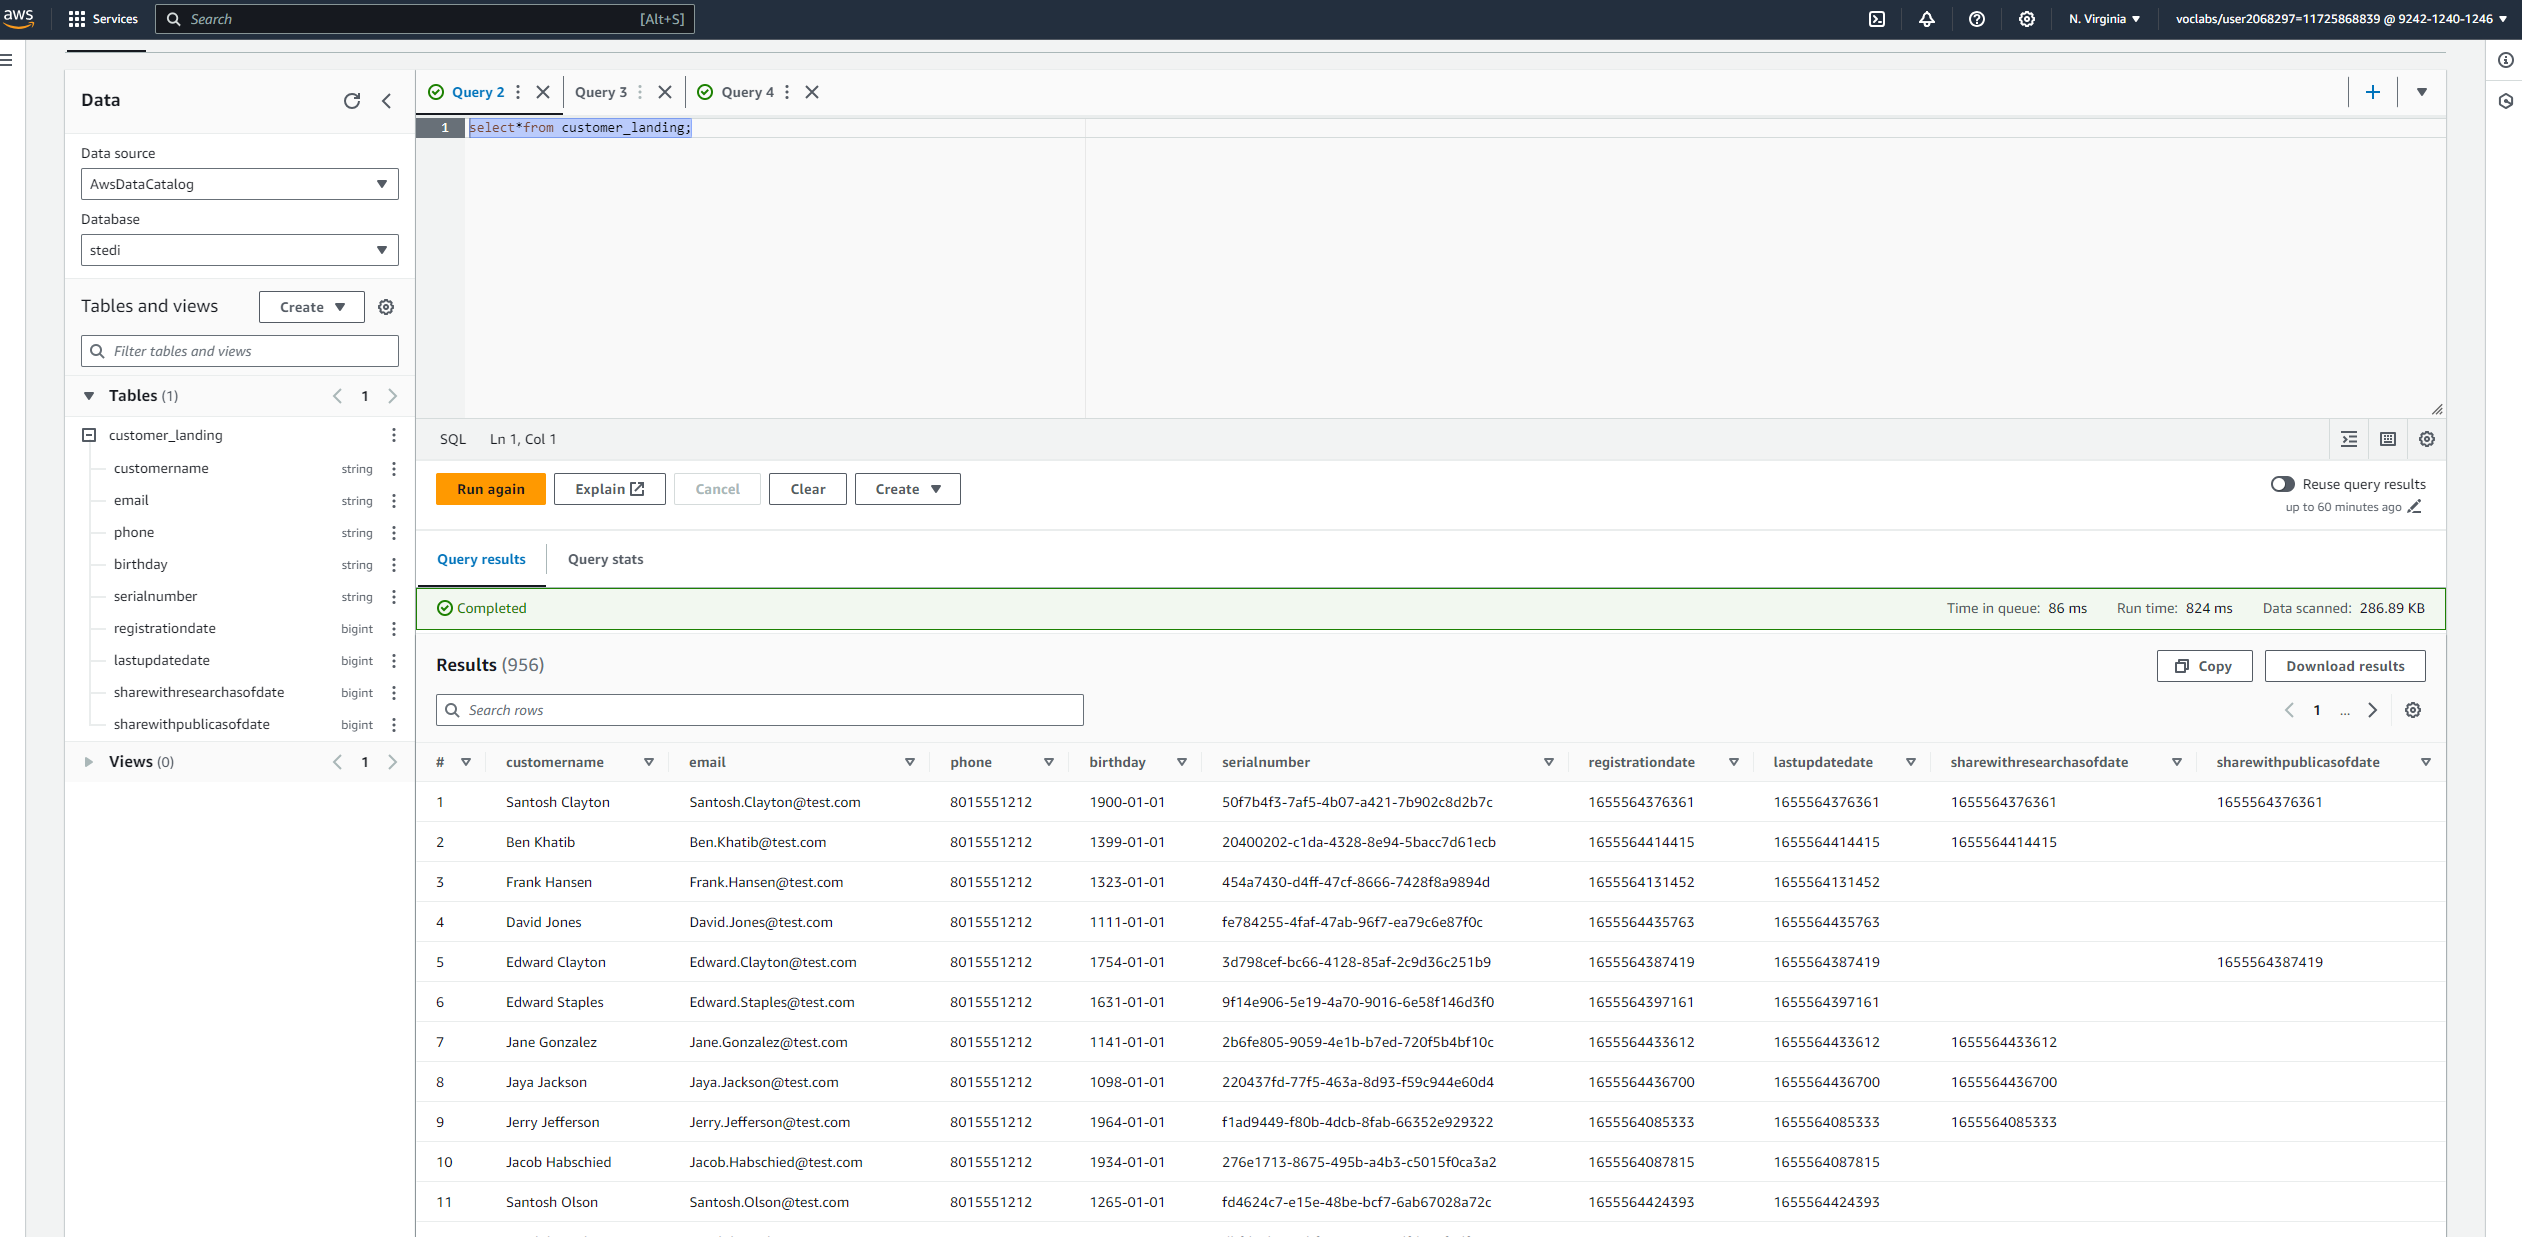 aws Services Search [Alt+S] N. Virginia voclabs/user2068297=11725868839 @ 9242-1240-1246
Data
Data source
AwsDataCatalog
Database
stedi
Tables and views Create
Filter tables and views
Tables (1) 1
customer_landing
customername string
email string
phone string
birthday string
serialnumber string
registrationdate bigint
lastupdatedate bigint
sharewithresearchasofdate bigint
sharewithpublicasofdate bigint
Views (0) 1
Query 2 Query 3 Query 4
1 select*from customer_landing;
SQL Ln 1, Col 1
Run again Explain Cancel Clear Create Reuse query results
up to 60 minutes ago
Query results Query stats
Completed Time in queue: 86 ms Run time: 824 ms Data scanned: 286.89 KB
Results (956) Copy Download results
Search rows 1 ...
# customername email phone birthday serialnumber registrationdate lastupdatedate sharewithresearchasofdate sharewithpublicasofdate
1 Santosh Clayton Santosh.Clayton@test.com 8015551212 1900-01-01 50f7b4f3-7af5-4b07-a421-7b902c8d2b7c 1655564376361 1655564376361 1655564376361 1655564376361
2 Ben Khatib Ben.Khatib@test.com 8015551212 1399-01-01 20400202-c1da-4328-8e94-5bacc7d61ecb 1655564414415 1655564414415 1655564414415
3 Frank Hansen Frank.Hansen@test.com 8015551212 1323-01-01 454a7430-d4ff-47cf-8666-7428f8a9894d 1655564131452 1655564131452
4 David Jones David.Jones@test.com 8015551212 1111-01-01 fe784255-4faf-47ab-96f7-ea79c6e87f0c 1655564435763 1655564435763
5 Edward Clayton Edward.Clayton@test.com 8015551212 1754-01-01 3d798cef-bc66-4128-85af-2c9d36c251b9 1655564387419 1655564387419 1655564387419
6 Edward Staples Edward.Staples@test.com 8015551212 1631-01-01 9f14e906-5e19-4a70-9016-6e58f146d3f0 1655564397161 1655564397161
7 Jane Gonzalez Jane.Gonzalez@test.com 8015551212 1141-01-01 2b6fe805-9059-4e1b-b7ed-720f5b4bf10c 1655564433612 1655564433612 1655564433612
8 Jaya Jackson Jaya.Jackson@test.com 8015551212 1098-01-01 220437fd-77f5-463a-8d93-f59c944e60d4 1655564436700 1655564436700 1655564436700
9 Jerry Jefferson Jerry.Jefferson@test.com 8015551212 1964-01-01 f1ad9449-f80b-4dcb-8fab-66352e929322 1655564085333 1655564085333 1655564085333
10 Jacob Habschied Jacob.Habschied@test.com 8015551212 1934-01-01 276e1713-8675-495b-a4b3-c5015f0ca3a2 1655564087815 1655564087815
11 Santosh Olson Santosh.Olson@test.com 8015551212 1265-01-01 fd4624c7-e15e-48be-bcf7-6ab67028a72c 1655564424393 1655564424393